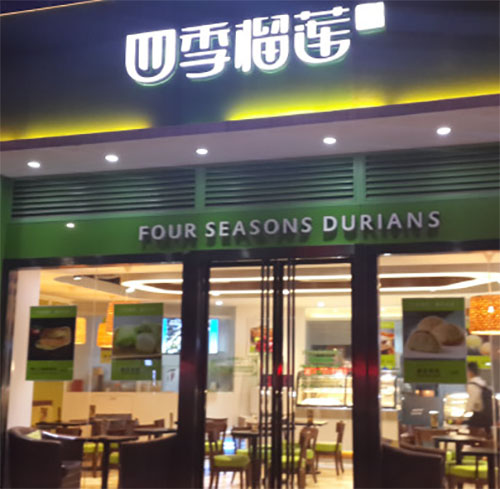 四季榴莲
FOUR SEASONS DURIANS